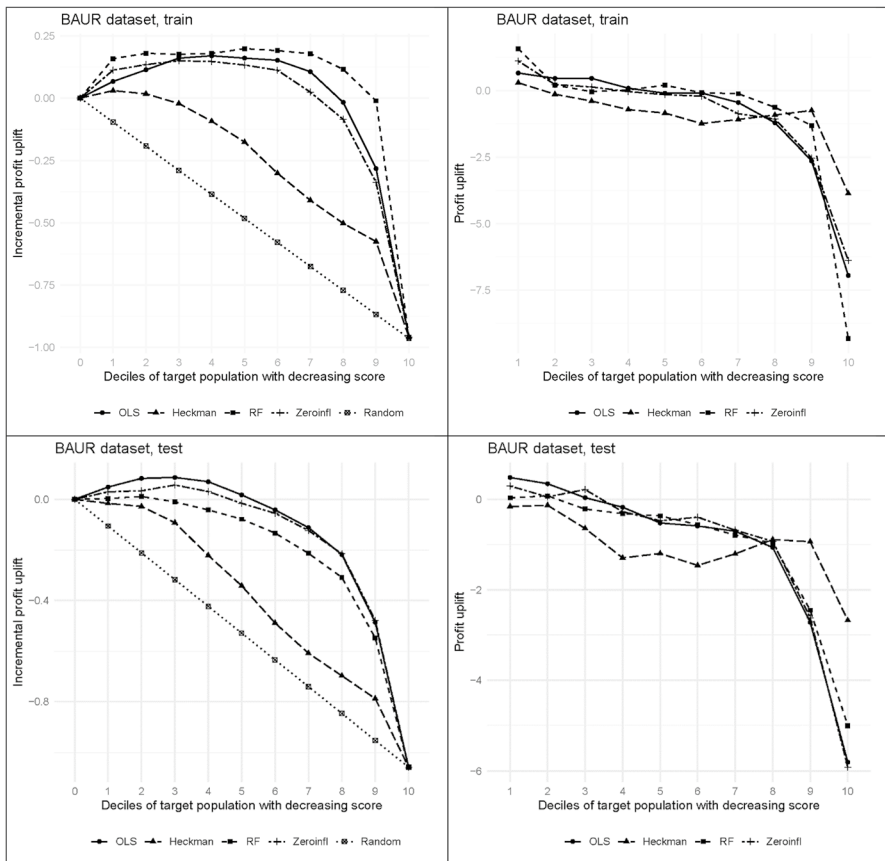 BAUR dataset, train
0.25
0.00
−0.25
−0.50
−0.75
−1.00
Incremental profit uplift
0 1 2 3 4 5 6 7 8 9 10
Deciles of target population with decreasing score
OLS Heckman RF Zeroinfl Random
BAUR dataset, train
0.0
−2.5
−5.0
−7.5
Profit uplift
1 2 3 4 5 6 7 8 9 10
Deciles of target population with decreasing score
OLS Heckman RF Zeroinfl
BAUR dataset, test
0.0
−0.4
−0.8
Incremental profit uplift
0 1 2 3 4 5 6 7 8 9 10
Deciles of target population with decreasing score
OLS Heckman RF Zeroinfl Random
BAUR dataset, test
0
−2
−4
−6
Profit uplift
1 2 3 4 5 6 7 8 9 10
Deciles of target population with decreasing score
OLS Heckman RF Zeroinfl